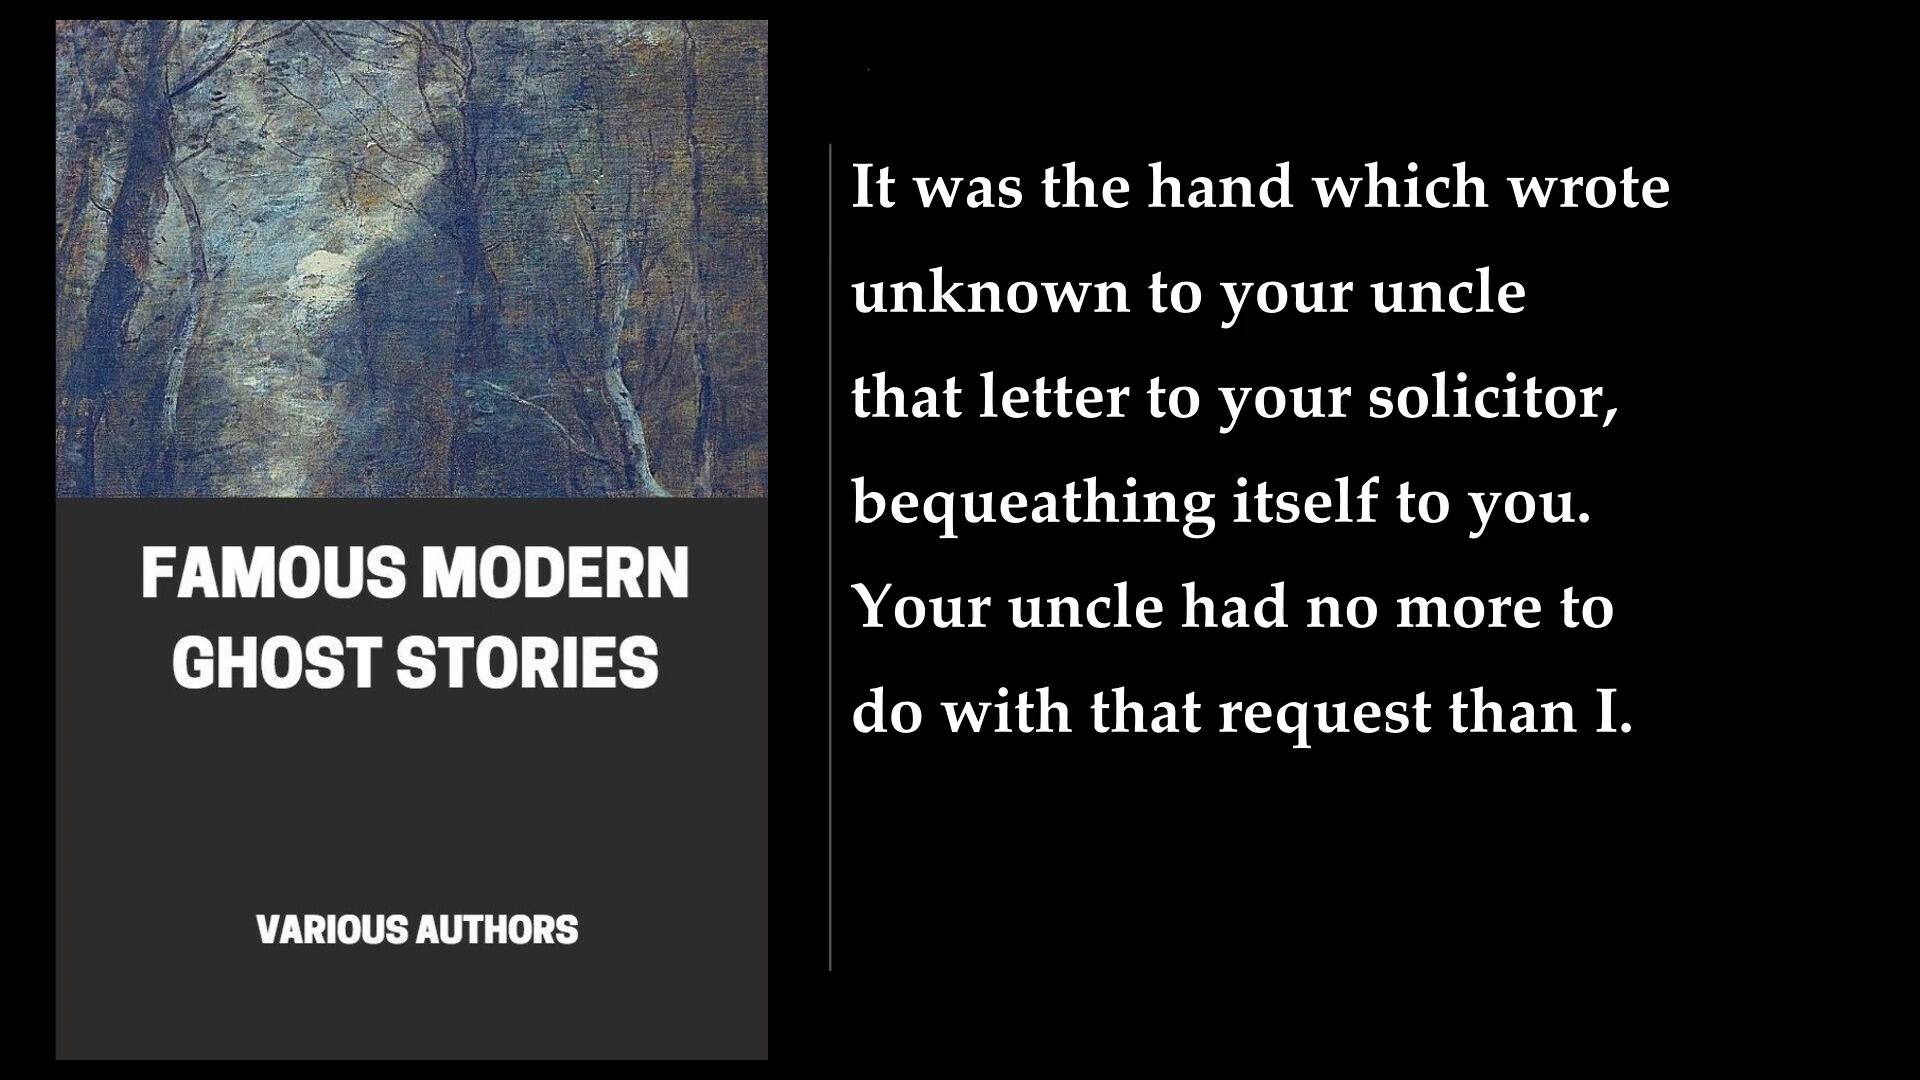 FAMOUS MODERN
GHOST STORIES
VARIOUS AUTHORS
It was the hand which wrote
unknown to your uncle
that letter to your solicitor,
bequeathing itself to you.
Your uncle had no more to
do with that request than I.